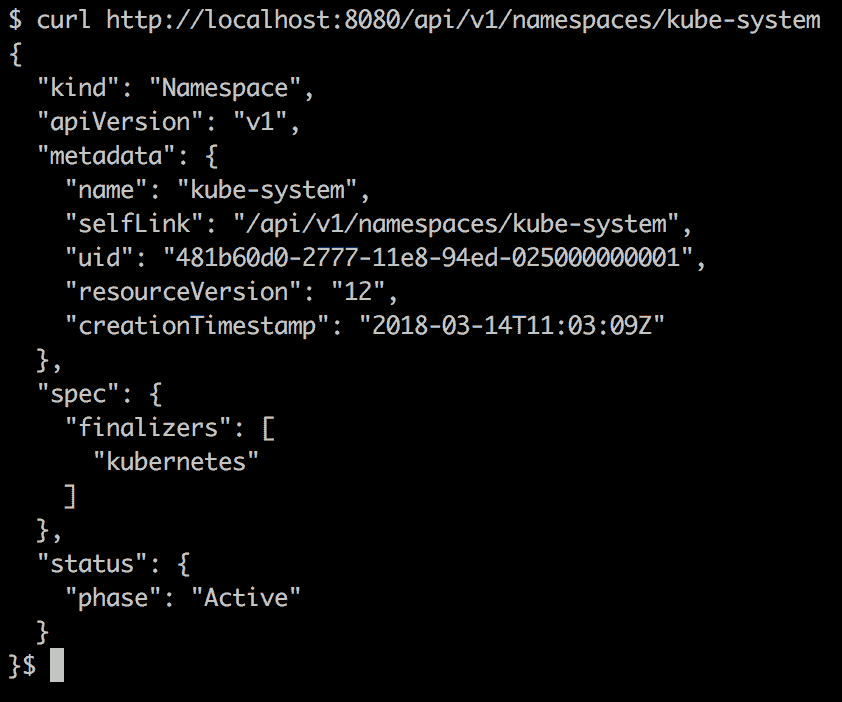 $ curl http://localhost:8080/api/v1/namespaces/kube-system
{
  "kind": "Namespace",
  "apiVersion": "v1",
  "metadata": {
    "name": "kube-system",
    "selfLink": "/api/v1/namespaces/kube-system",
    "uid": "481b60d0-2777-11e8-94ed-025000000001",
    "resourceVersion": "12",
    "creationTimestamp": "2018-03-14T11:03:09Z"
  },
  "spec": {
    "finalizers": [
      "kubernetes"
    ]
  },
  "status": {
    "phase": "Active"
  }
}$